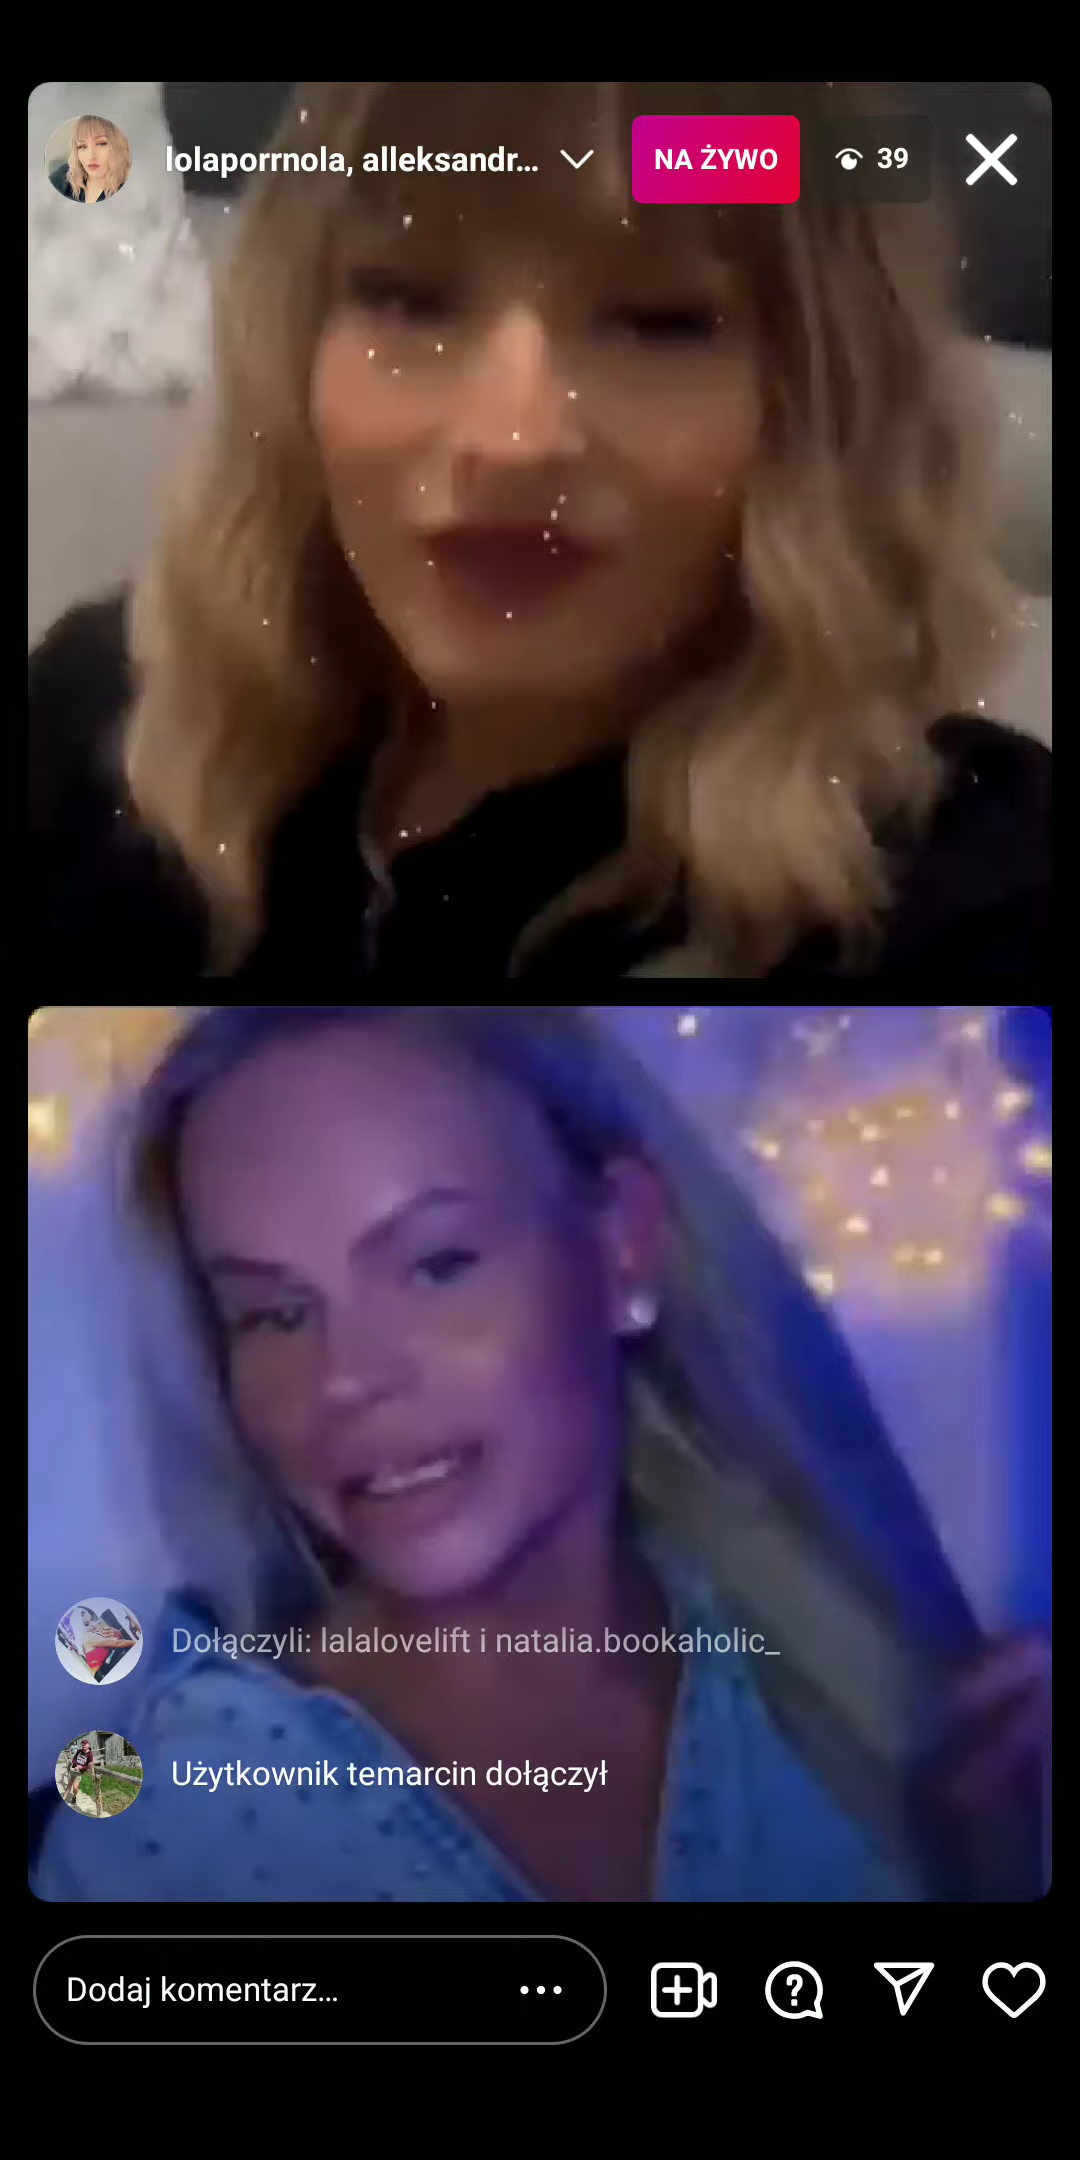 lolaporrnola, alleksandr...
NA ŻYWO
39
Dołączyli: lalalovelift i natalia.bookaholic_
Użytkownik temarcin dołączył
Dodaj komentarz...